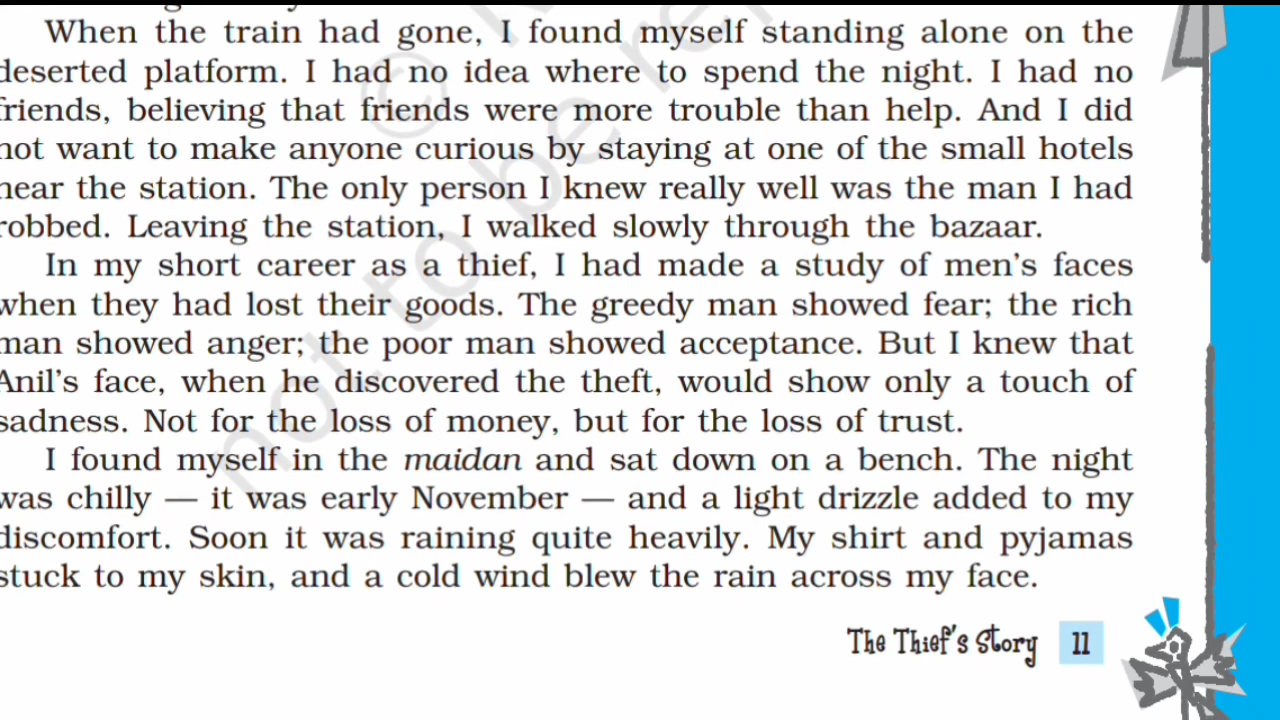 When the train had gone, I found myself standing alone on the
deserted platform. I had no idea where to spend the night. I had no
friends, believing that friends were more trouble than help. And I did
not want to make anyone curious by staying at one of the small hotels
near the station. The only person I knew really well was the man I had
robbed. Leaving the station, I walked slowly through the bazaar.
In my short career as a thief, I had made a study of men's faces
when they had lost their goods. The greedy man showed fear; the rich
man showed anger; the poor man showed acceptance. But I knew that
Anil's face, when he discovered the theft, would show only a touch of
sadness. Not for the loss of money, but for the loss of trust.
I found myself in the maidan and sat down on a bench. The night
was chilly — it was early November — and a light drizzle added to my
discomfort. Soon it was raining quite heavily. My shirt and pyjamas
stuck to my skin, and a cold wind blew the rain across my face.
The Thief's Story 11
not to be